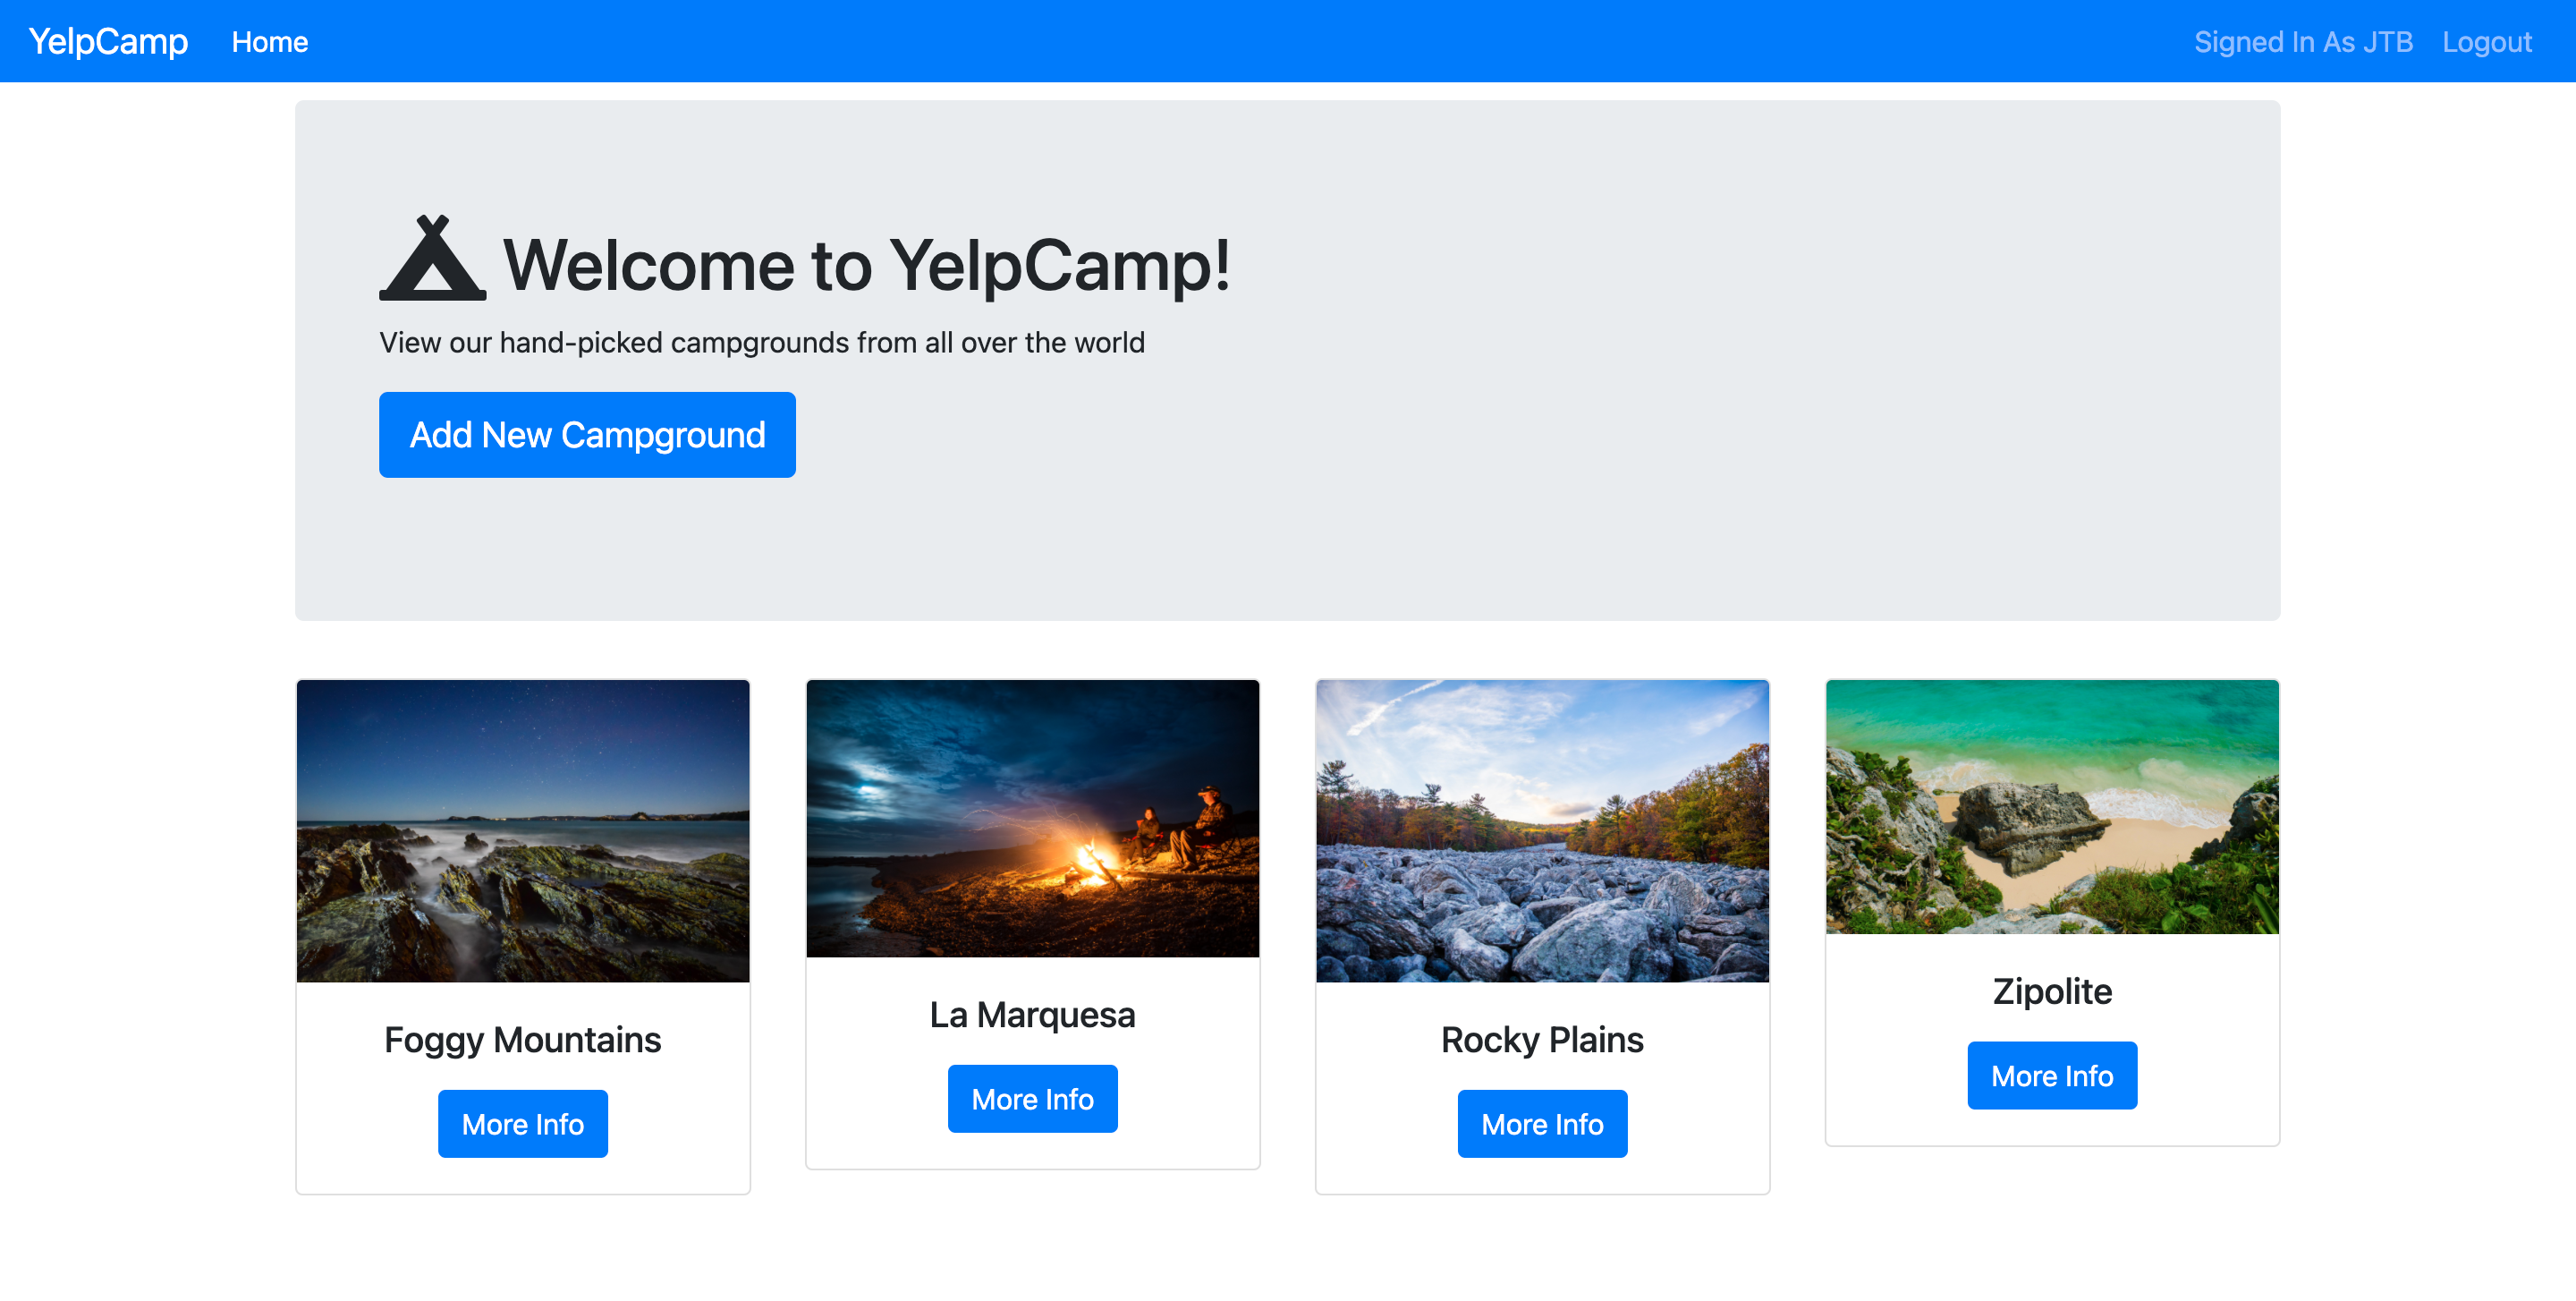 YelpCamp Home Signed In As JTB Logout
Welcome to YelpCamp!
View our hand-picked campgrounds from all over the world
Add New Campground
Foggy Mountains
More Info
La Marquesa
More Info
Rocky Plains
More Info
Zipolite
More Info